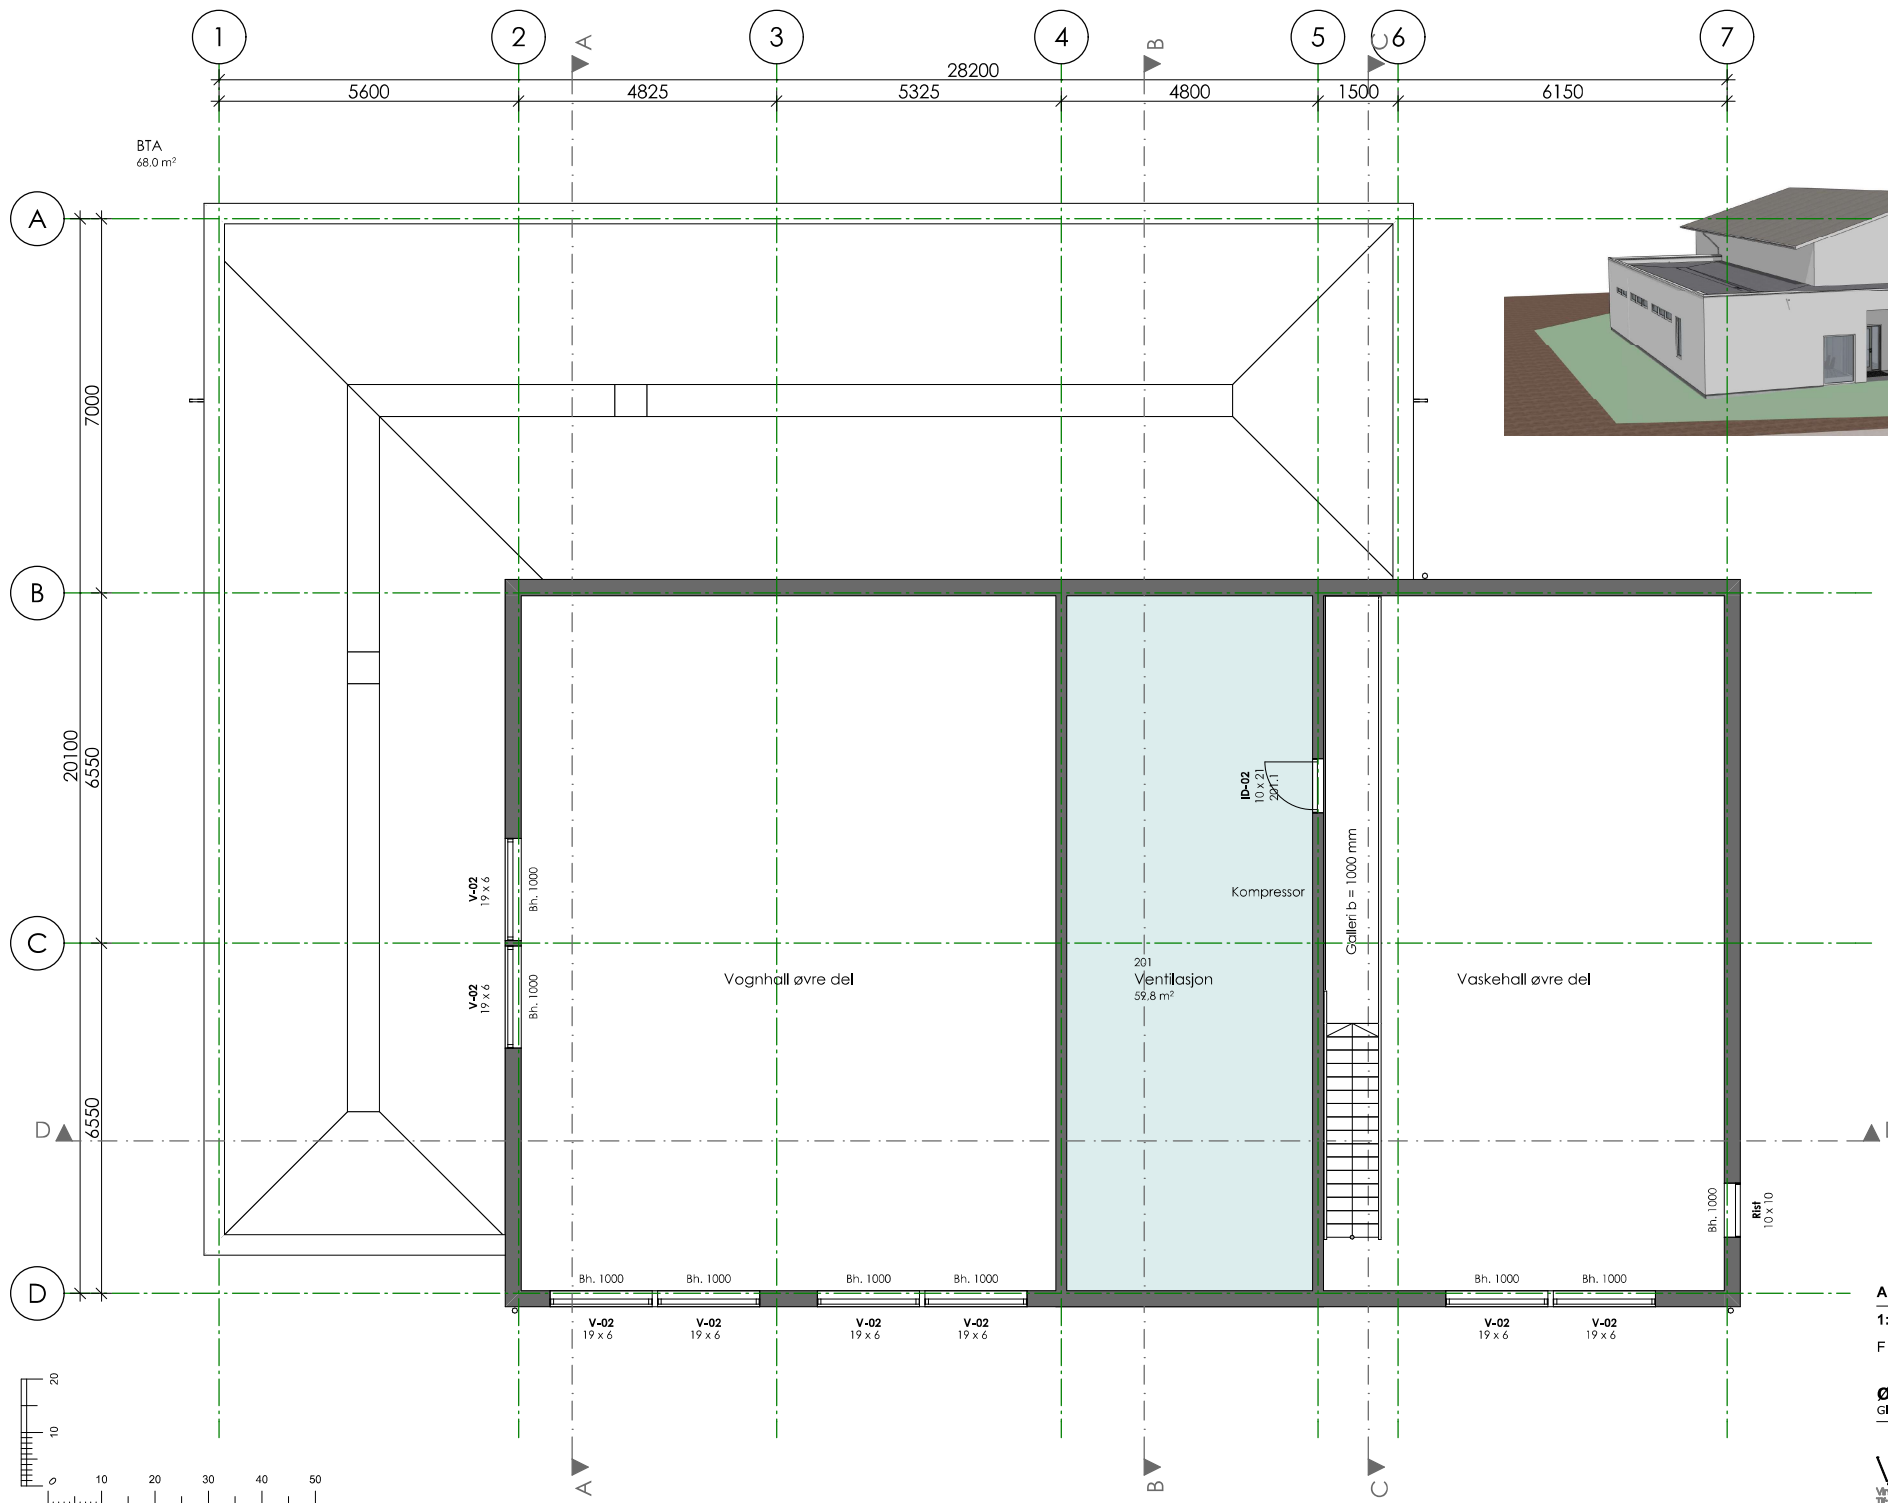 1 2 A 3 4 B 5 C 6 7
28200
5600 4825 5325 4800 1500 6150
BTA
68.0 m²
A
7000
B
20100
6550
ID-02
10 x 21
201.1
Galleri b = 1000 mm
V-02
19 x 6
Bh. 1000
Kompressor
C
V-02
19 x 6
Bh. 1000
Vognhall øvre del
201
Ventilasjon
59,8 m²
Vaskehall øvre del
6550
D
Bh. 1000
Rist
10 x 10
D
Bh. 1000 Bh. 1000 Bh. 1000 Bh. 1000 Bh. 1000 Bh. 1000
V-02 V-02 V-02 V-02 V-02 V-02
19 x 6 19 x 6 19 x 6 19 x 6 19 x 6 19 x 6
A
1:
F
Ø
20
10
0 10 20 30 40 50
A B C